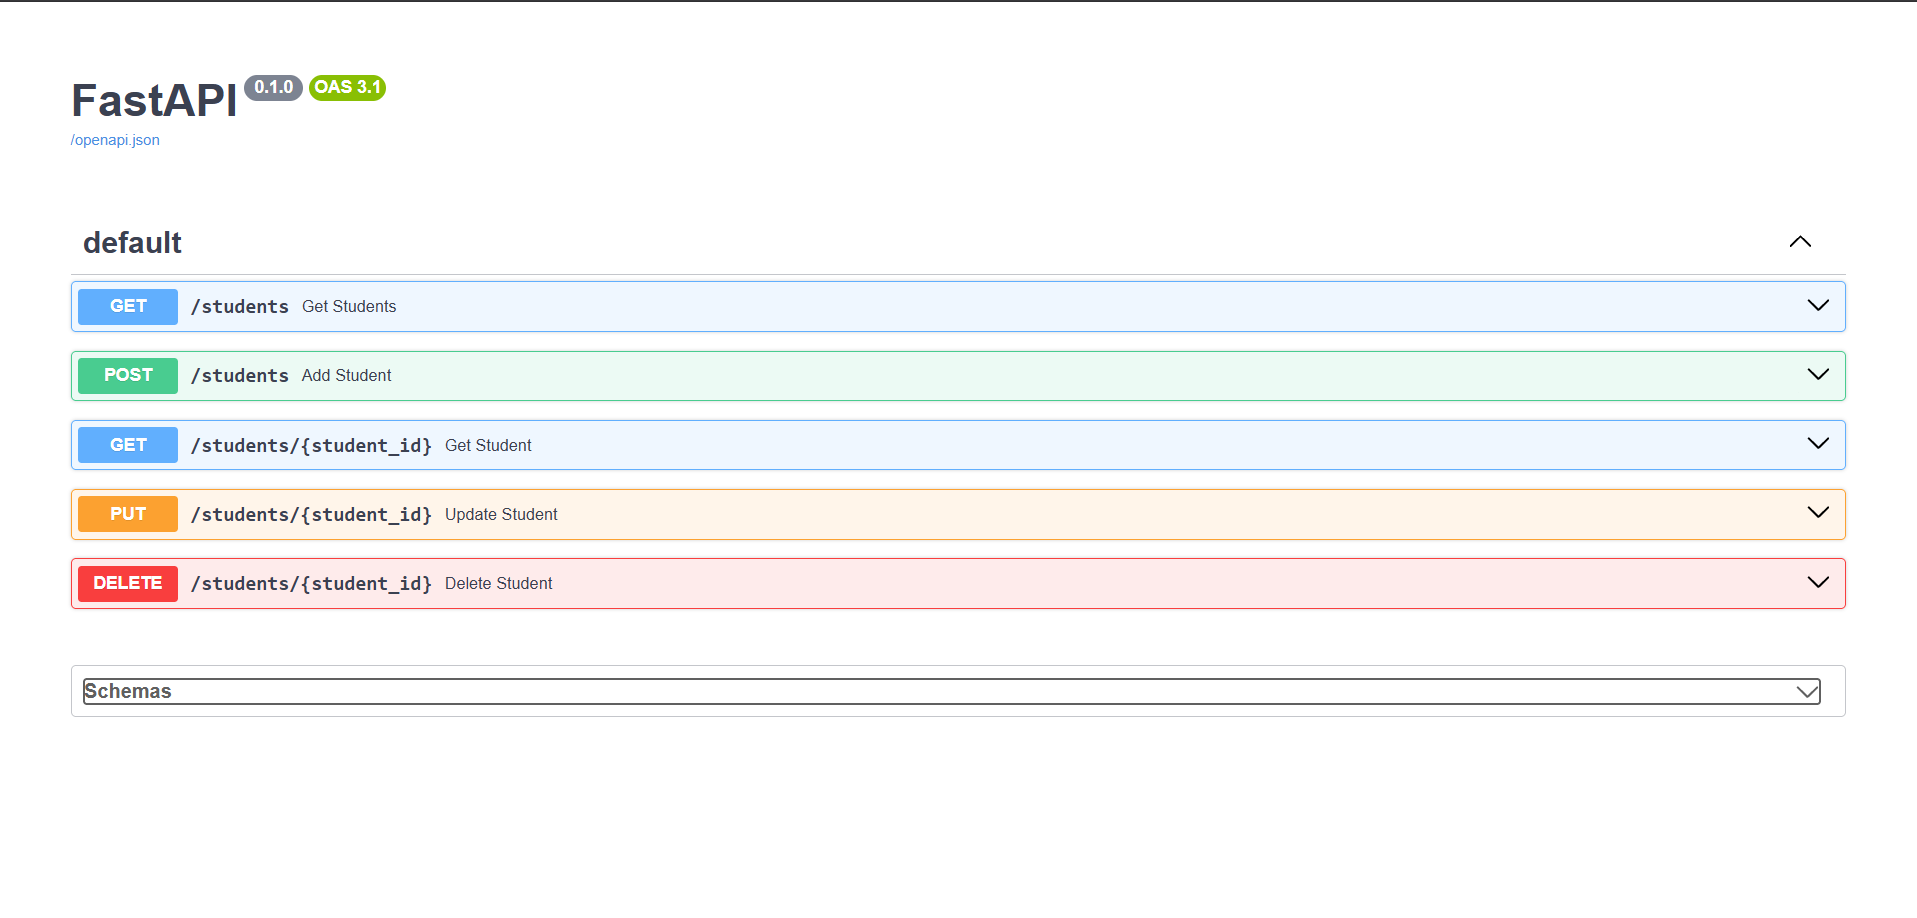 FastAPI 0.1.0 OAS 3.1
/openapi.json
default
GET /students Get Students
POST /students Add Student
GET /students/{student_id} Get Student
PUT /students/{student_id} Update Student
DELETE /students/{student_id} Delete Student
Schemas